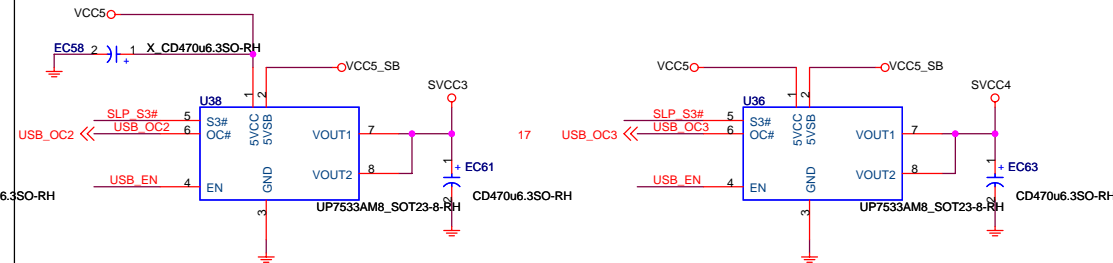 VCC5
EC58 2 1 X_CD470u6.3SO-RH
+
VCC5_SB
1 2
U38
SVCC3
SLP_S3# 5 S3# 5VCC 5VSB
USB_OC2 USB_OC2 6 OC# VOUT1 7
VOUT2 8
1 + EC61
USB_EN 4 EN GND
6.3SO-RH
2 CD470u6.3SO-RH
UP7533AM8_SOT23-8-RH
3
17
VCC5
VCC5_SB
1 2
U36
SVCC4
SLP_S3# 5 S3# 5VCC 5VSB
USB_OC3 USB_OC3 6 OC# VOUT1 7
VOUT2 8
1 + EC63
USB_EN 4 EN GND
2 CD470u6.3SO-RH
UP7533AM8_SOT23-8-RH
3